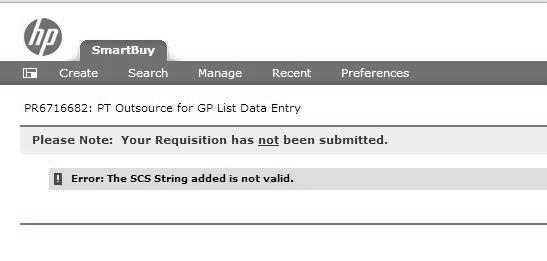 hp
SmartBuy
Create Search Manage Recent Preferences
PR6716682: PT Outsource for GP List Data Entry
Please Note: Your Requisition has not been submitted.
! Error: The SCS String added is not valid.